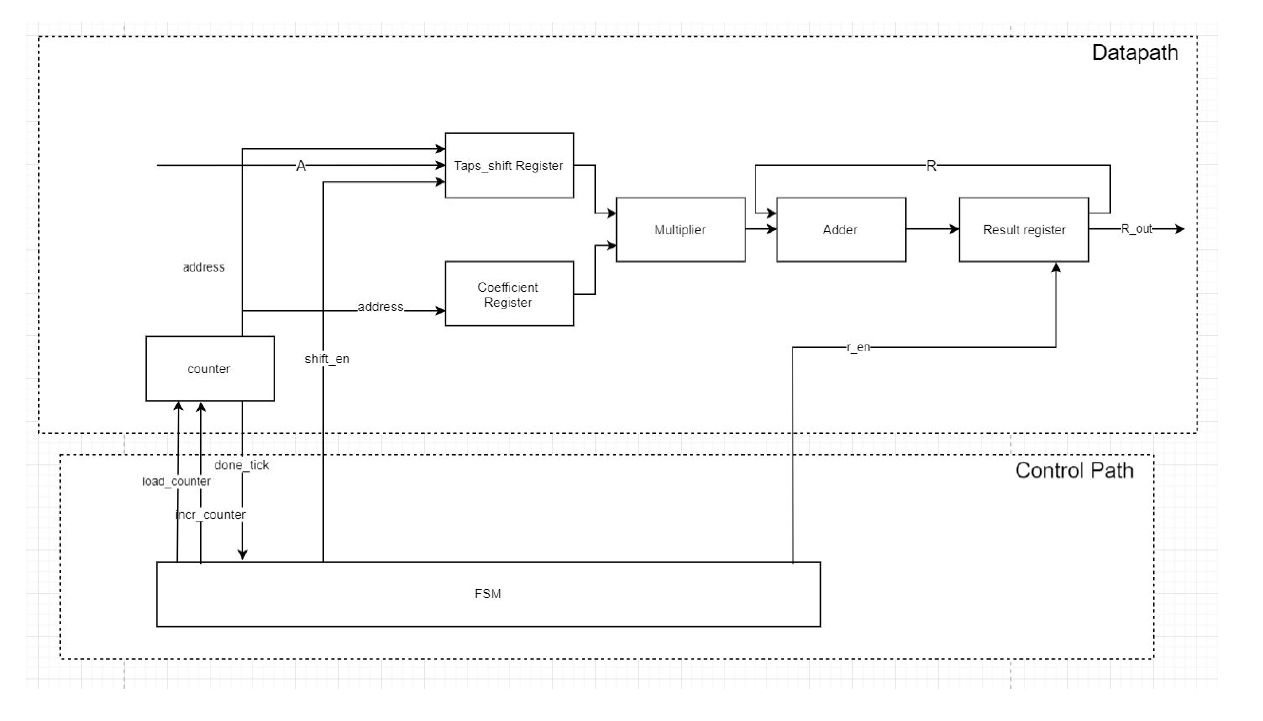 Datapath
A
Taps_shift Register
R
Multiplier
Adder
Result register
R_out
address
Coefficient
Register
address
r_en
shift_en
counter
done_tick
load_counter
incr_counter
Control Path
FSM